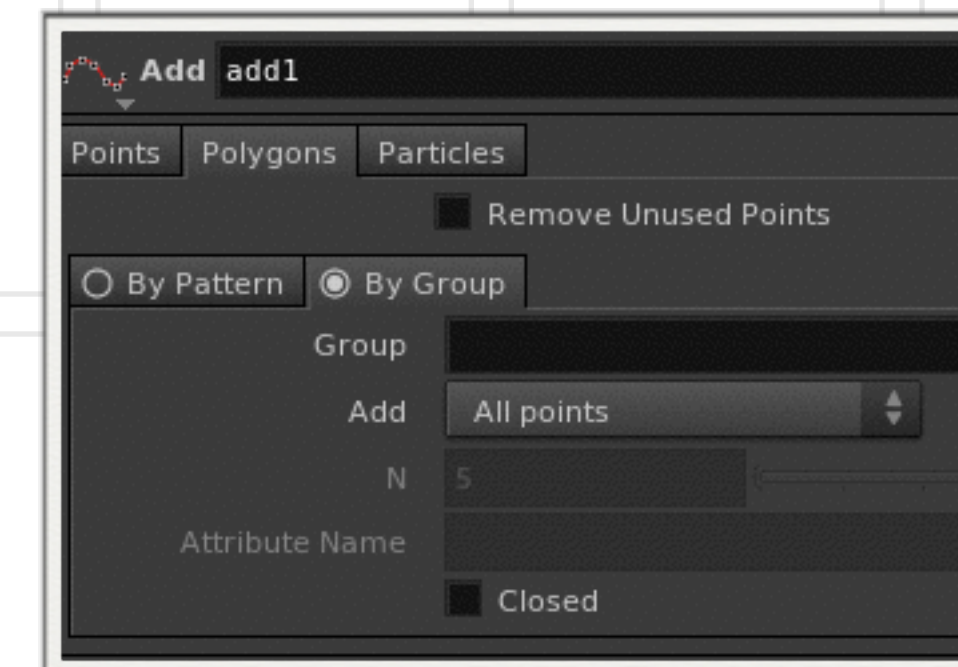 Add add1
Points Polygons Particles
Remove Unused Points
By Pattern By Group
Group
Add All points
N 5
Attribute Name
Closed